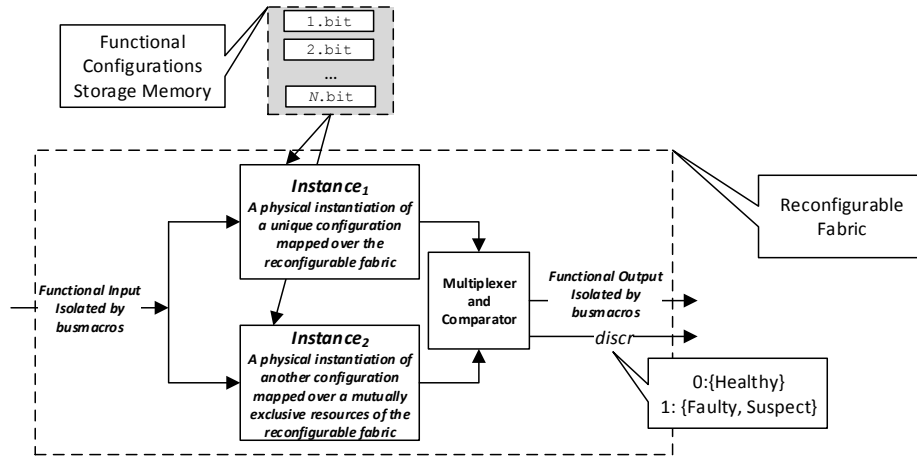 Functional
Configurations
Storage Memory
1.bit
2.bit
...
N.bit
Instance1
A physical instantiation of
a unique configuration
mapped over the
reconfigurable fabric
Reconfigurable
Fabric
Functional Input
Isolated by
busmacros
Multiplexer
and
Comparator
Functional Output
Isolated by
busmacros
discr
Instance2
A physical instantiation of
another configuration
mapped over a mutually
exclusive resources of the
reconfigurable fabric
0:{Healthy}
1: {Faulty, Suspect}